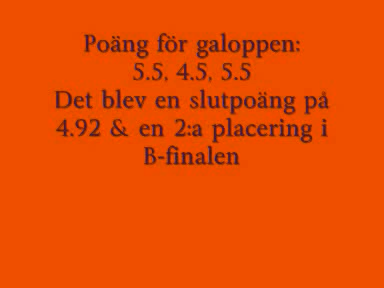 Poäng för galoppen:
5.5, 4.5, 5.5
Det blev en slutpoäng på
4.92 & en 2:a placering i
B-finalen